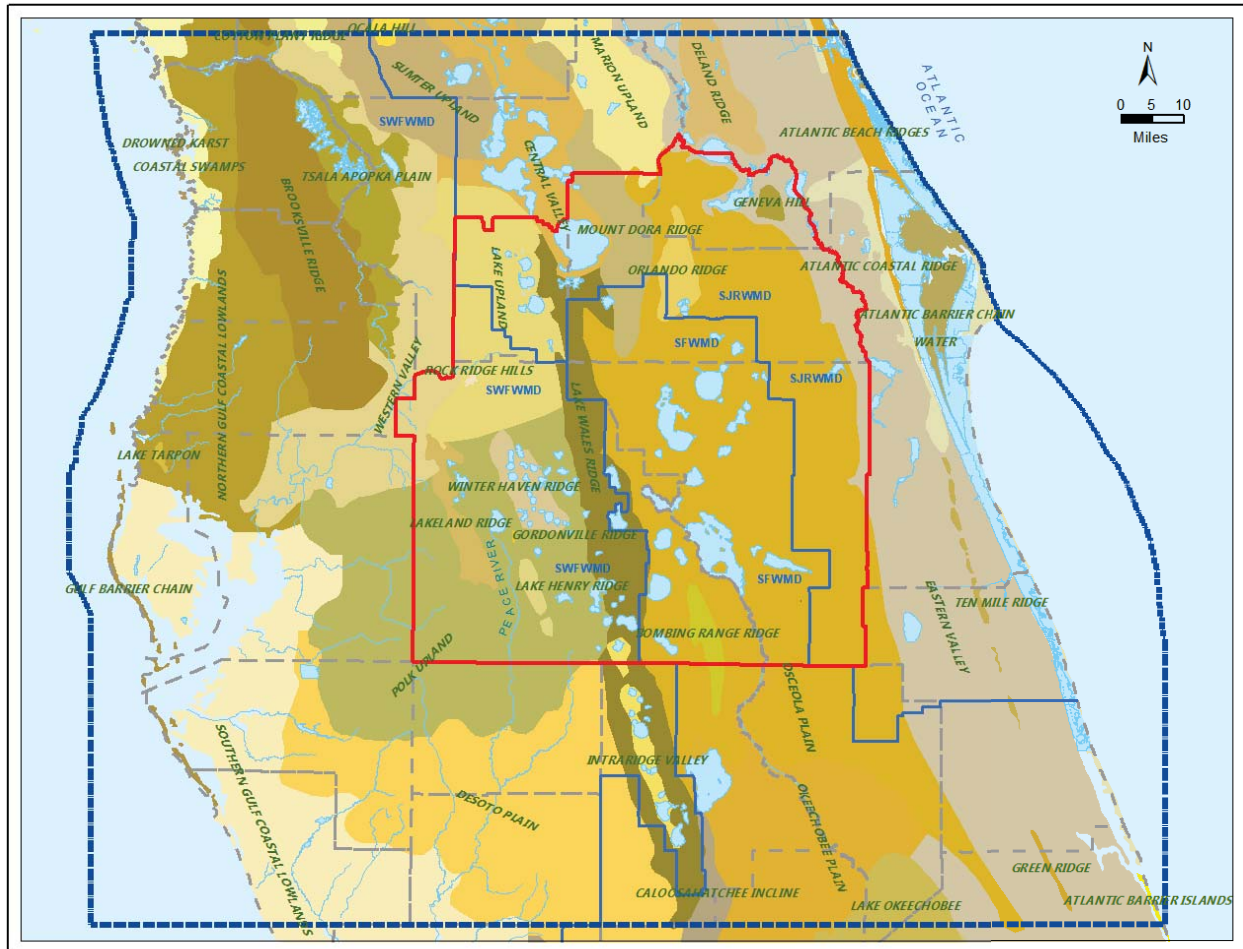 OCALA HILL
COTTON PLANT RIDGE
SUMTER UPLAND
MARION UPLAND
DELAND RIDGE
ATLANTIC
OCEAN
N
0 5 10
Miles
SWFWMD
ATLANTIC BEACH RIDGES
DROWNED KARST
COASTAL SWAMPS
TSALA APOPKA PLAIN
CENTRAL VALLEY
BROOKSVILLE RIDGE
GENEVA HILL
MOUNT DORA RIDGE
LAKE UPLAND
ORLANDO RIDGE
ATLANTIC COASTAL RIDGE
SJRWMD
NORTHERN GULF COASTAL LOWLANDS
ATLANTIC BARRIER CHAIN
WATER
SFWMD
WESTERN VALLEY
ROCK RIDGE HILLS
SWFWMD
SJRWMD
LAKE WALES RIDGE
LAKE TARPON
WINTER HAVEN RIDGE
LAKELAND RIDGE
GORDONVILLE RIDGE
PEACE RIVER
SWFWMD
SFWMD
GULF BARRIER CHAIN
LAKE HENRY RIDGE
EASTERN VALLEY
TEN MILE RIDGE
BOMBING RANGE RIDGE
POLK UPLAND
OSCEOLA PLAIN
SOUTHERN GULF COASTAL LOWLANDS
INTRARIDGE VALLEY
DESOTO PLAIN
OKEECHOBEE PLAIN
GREEN RIDGE
CALOOSAHATCHEE INCLINE
LAKE OKEECHOBEE
ATLANTIC BARRIER ISLANDS